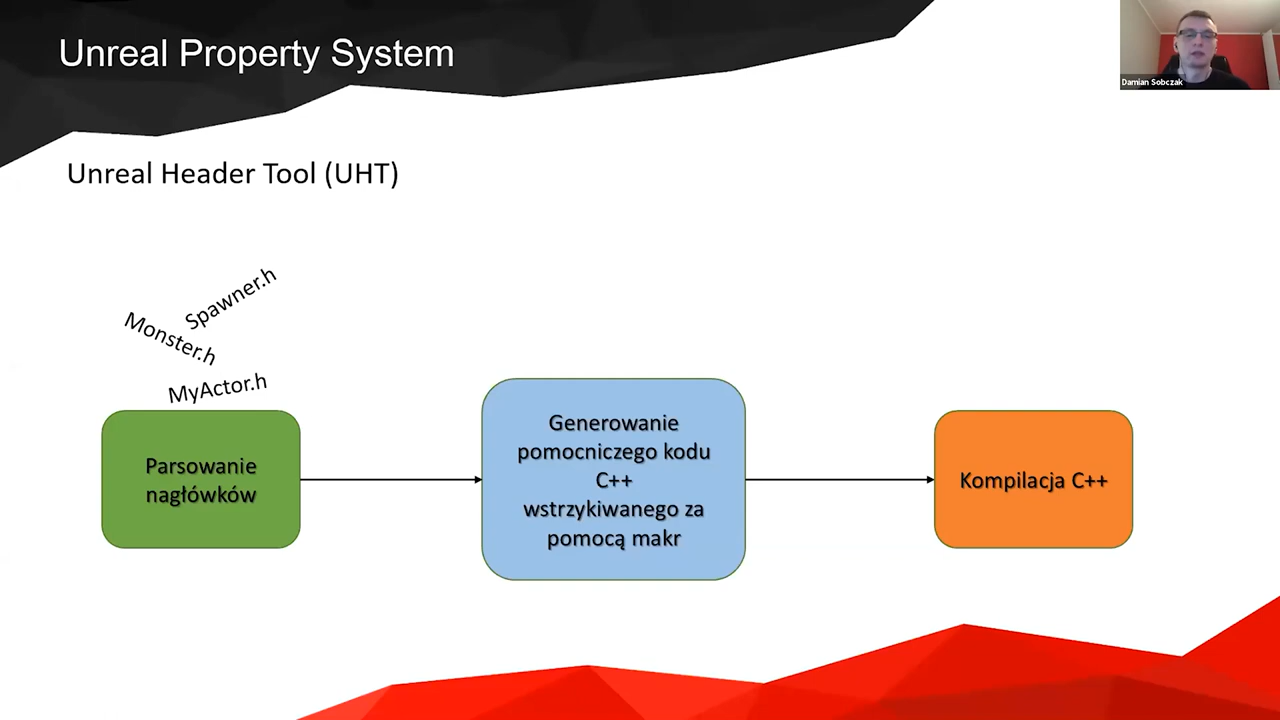 Unreal Property System
Damian Sobczak
Unreal Header Tool (UHT)
Spawner.h
Monster.h
MyActor.h
Parsowanie
nagłówków
Generowanie
pomocniczego kodu
C++
wstrzykiwanego za
pomocą makr
Kompilacja C++